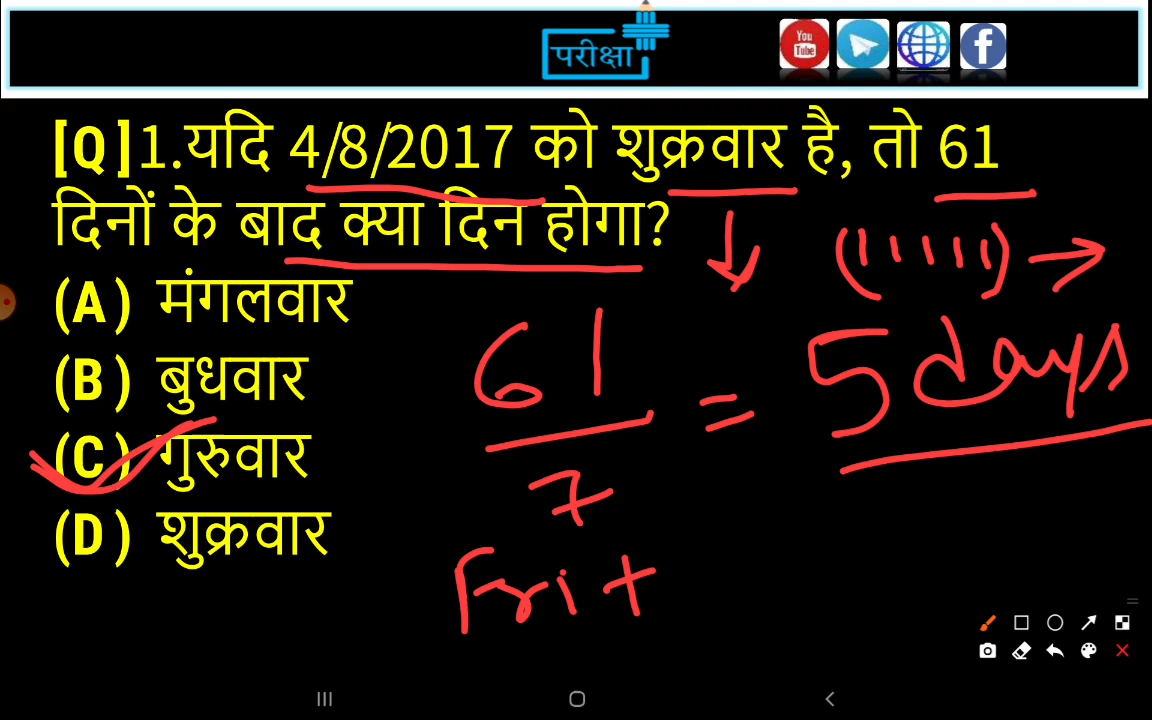 परीक्षा
You
Tube
[Q]1.यदि 4/8/2017 को शुक्रवार है, तो 61
दिनों के बाद क्या दिन होगा?
(A) मंगलवार
(B) बुधवार
(C) गुरुवार
(D) शुक्रवार
61
7
= 5 days
Fri +